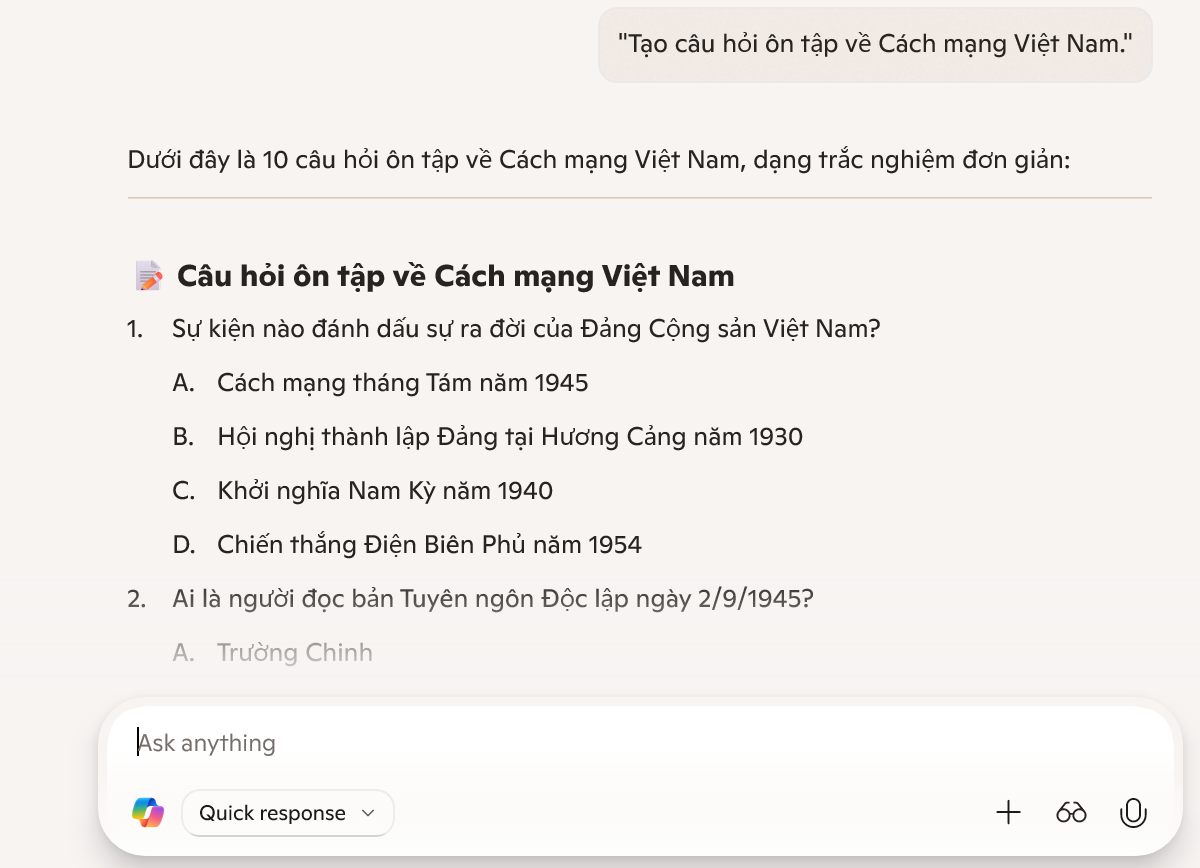 "Tạo câu hỏi ôn tập về Cách mạng Việt Nam."
Dưới đây là 10 câu hỏi ôn tập về Cách mạng Việt Nam, dạng trắc nghiệm đơn giản:
Câu hỏi ôn tập về Cách mạng Việt Nam
1. Sự kiện nào đánh dấu sự ra đời của Đảng Cộng sản Việt Nam?
A. Cách mạng tháng Tám năm 1945
B. Hội nghị thành lập Đảng tại Hương Cảng năm 1930
C. Khởi nghĩa Nam Kỳ năm 1940
D. Chiến thắng Điện Biên Phủ năm 1954
2. Ai là người đọc bản Tuyên ngôn Độc lập ngày 2/9/1945?
A. Trường Chinh
Ask anything
Quick response